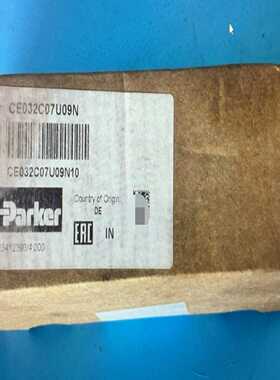 CE032C07U09N
CE032C07U09N10
Parker
Country of Origin:
DE
EAC IN